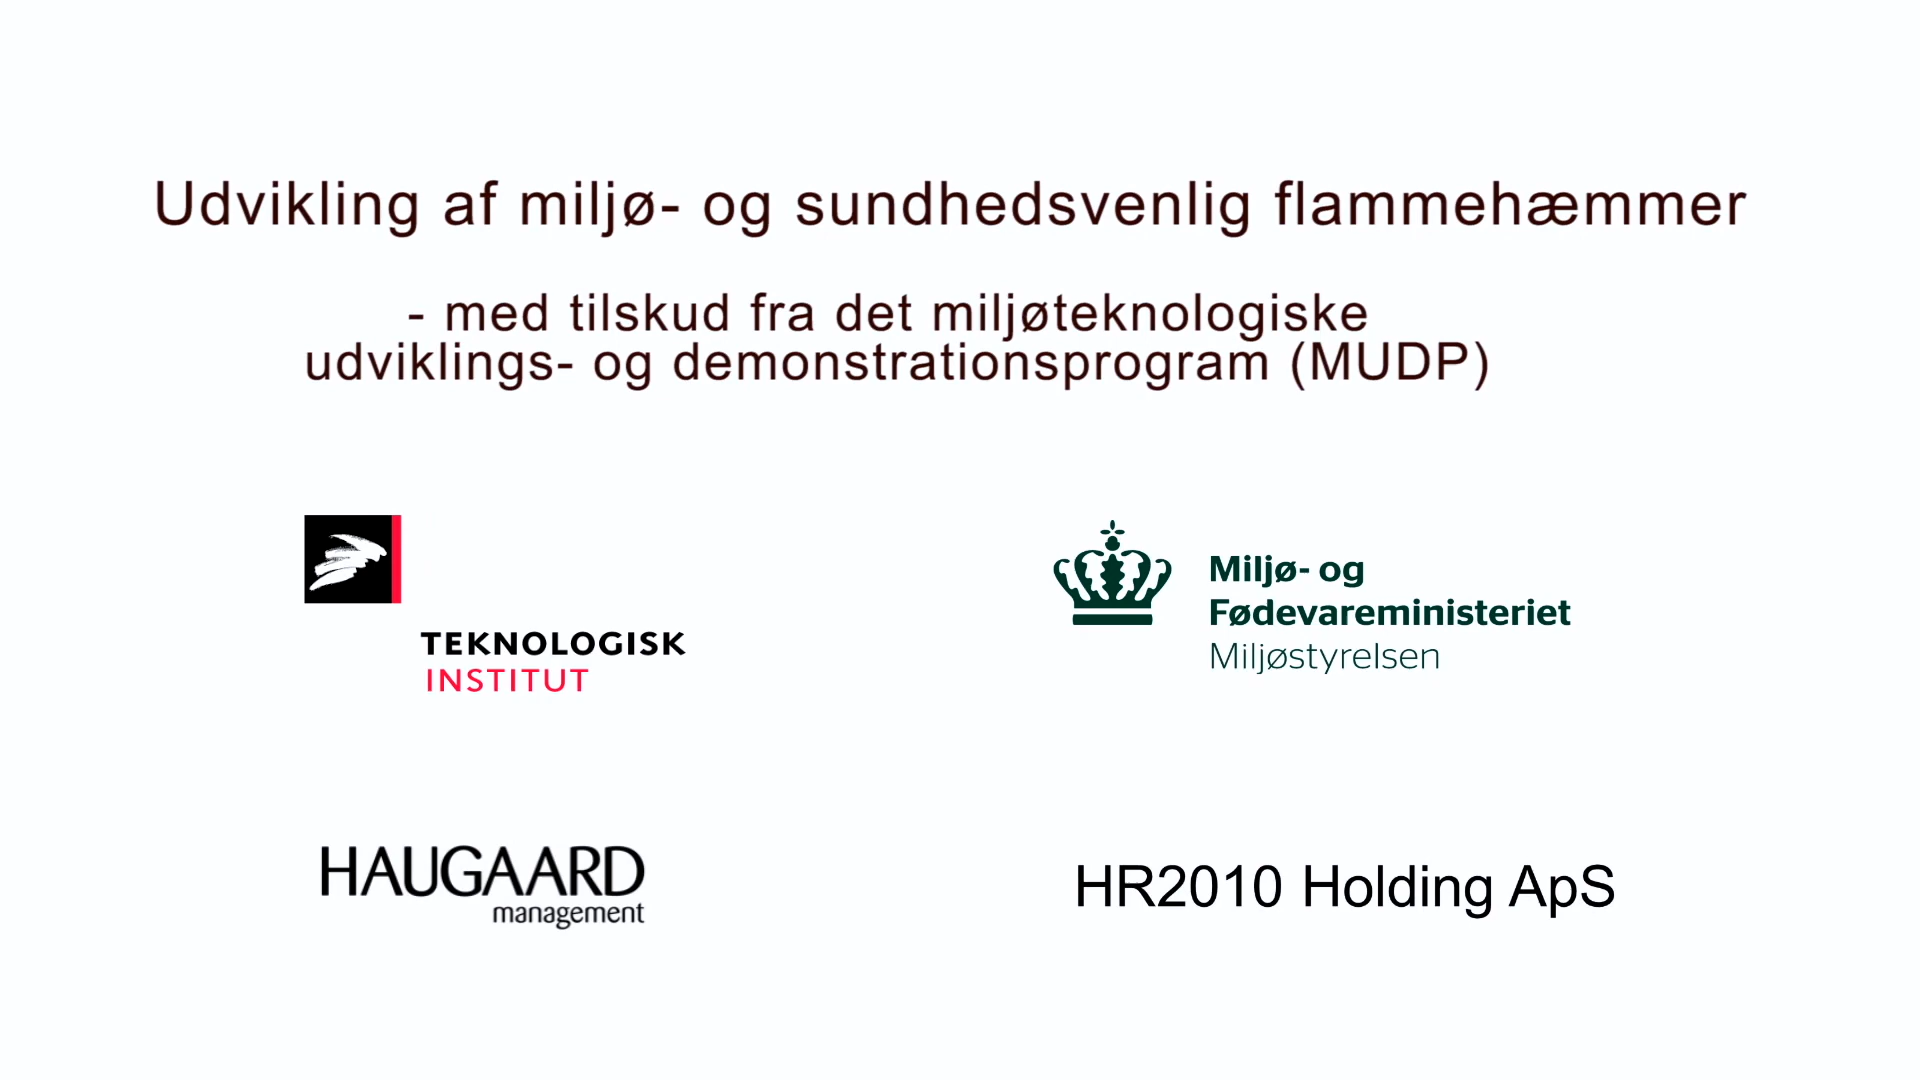 Udvikling af miljø- og sundhedsvenlig flammehæmmer
- med tilskud fra det miljøteknologiske
udviklings- og demonstrationsprogram (MUDP)
TEKNOLOGISK
INSTITUT
Miljø- og
Fødevareministeriet
Miljøstyrelsen
HAUGAARD
management
HR2010 Holding ApS